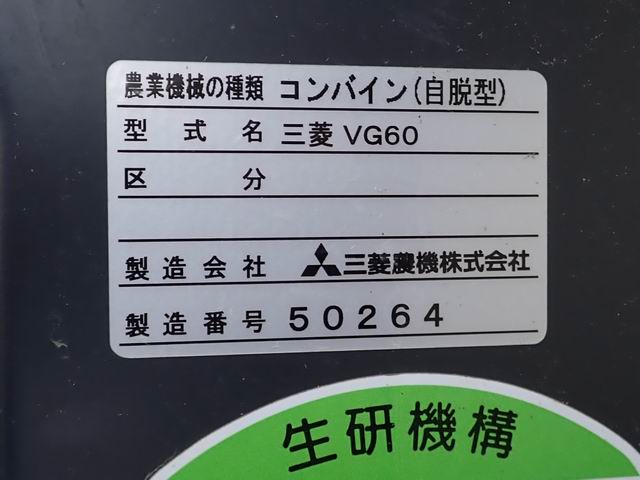 農業機械の種類 コンバイン(自脱型)
型式名 三菱 VG60
区分
製造会社 三菱農機株式会社
製造番号 50264
生研機構